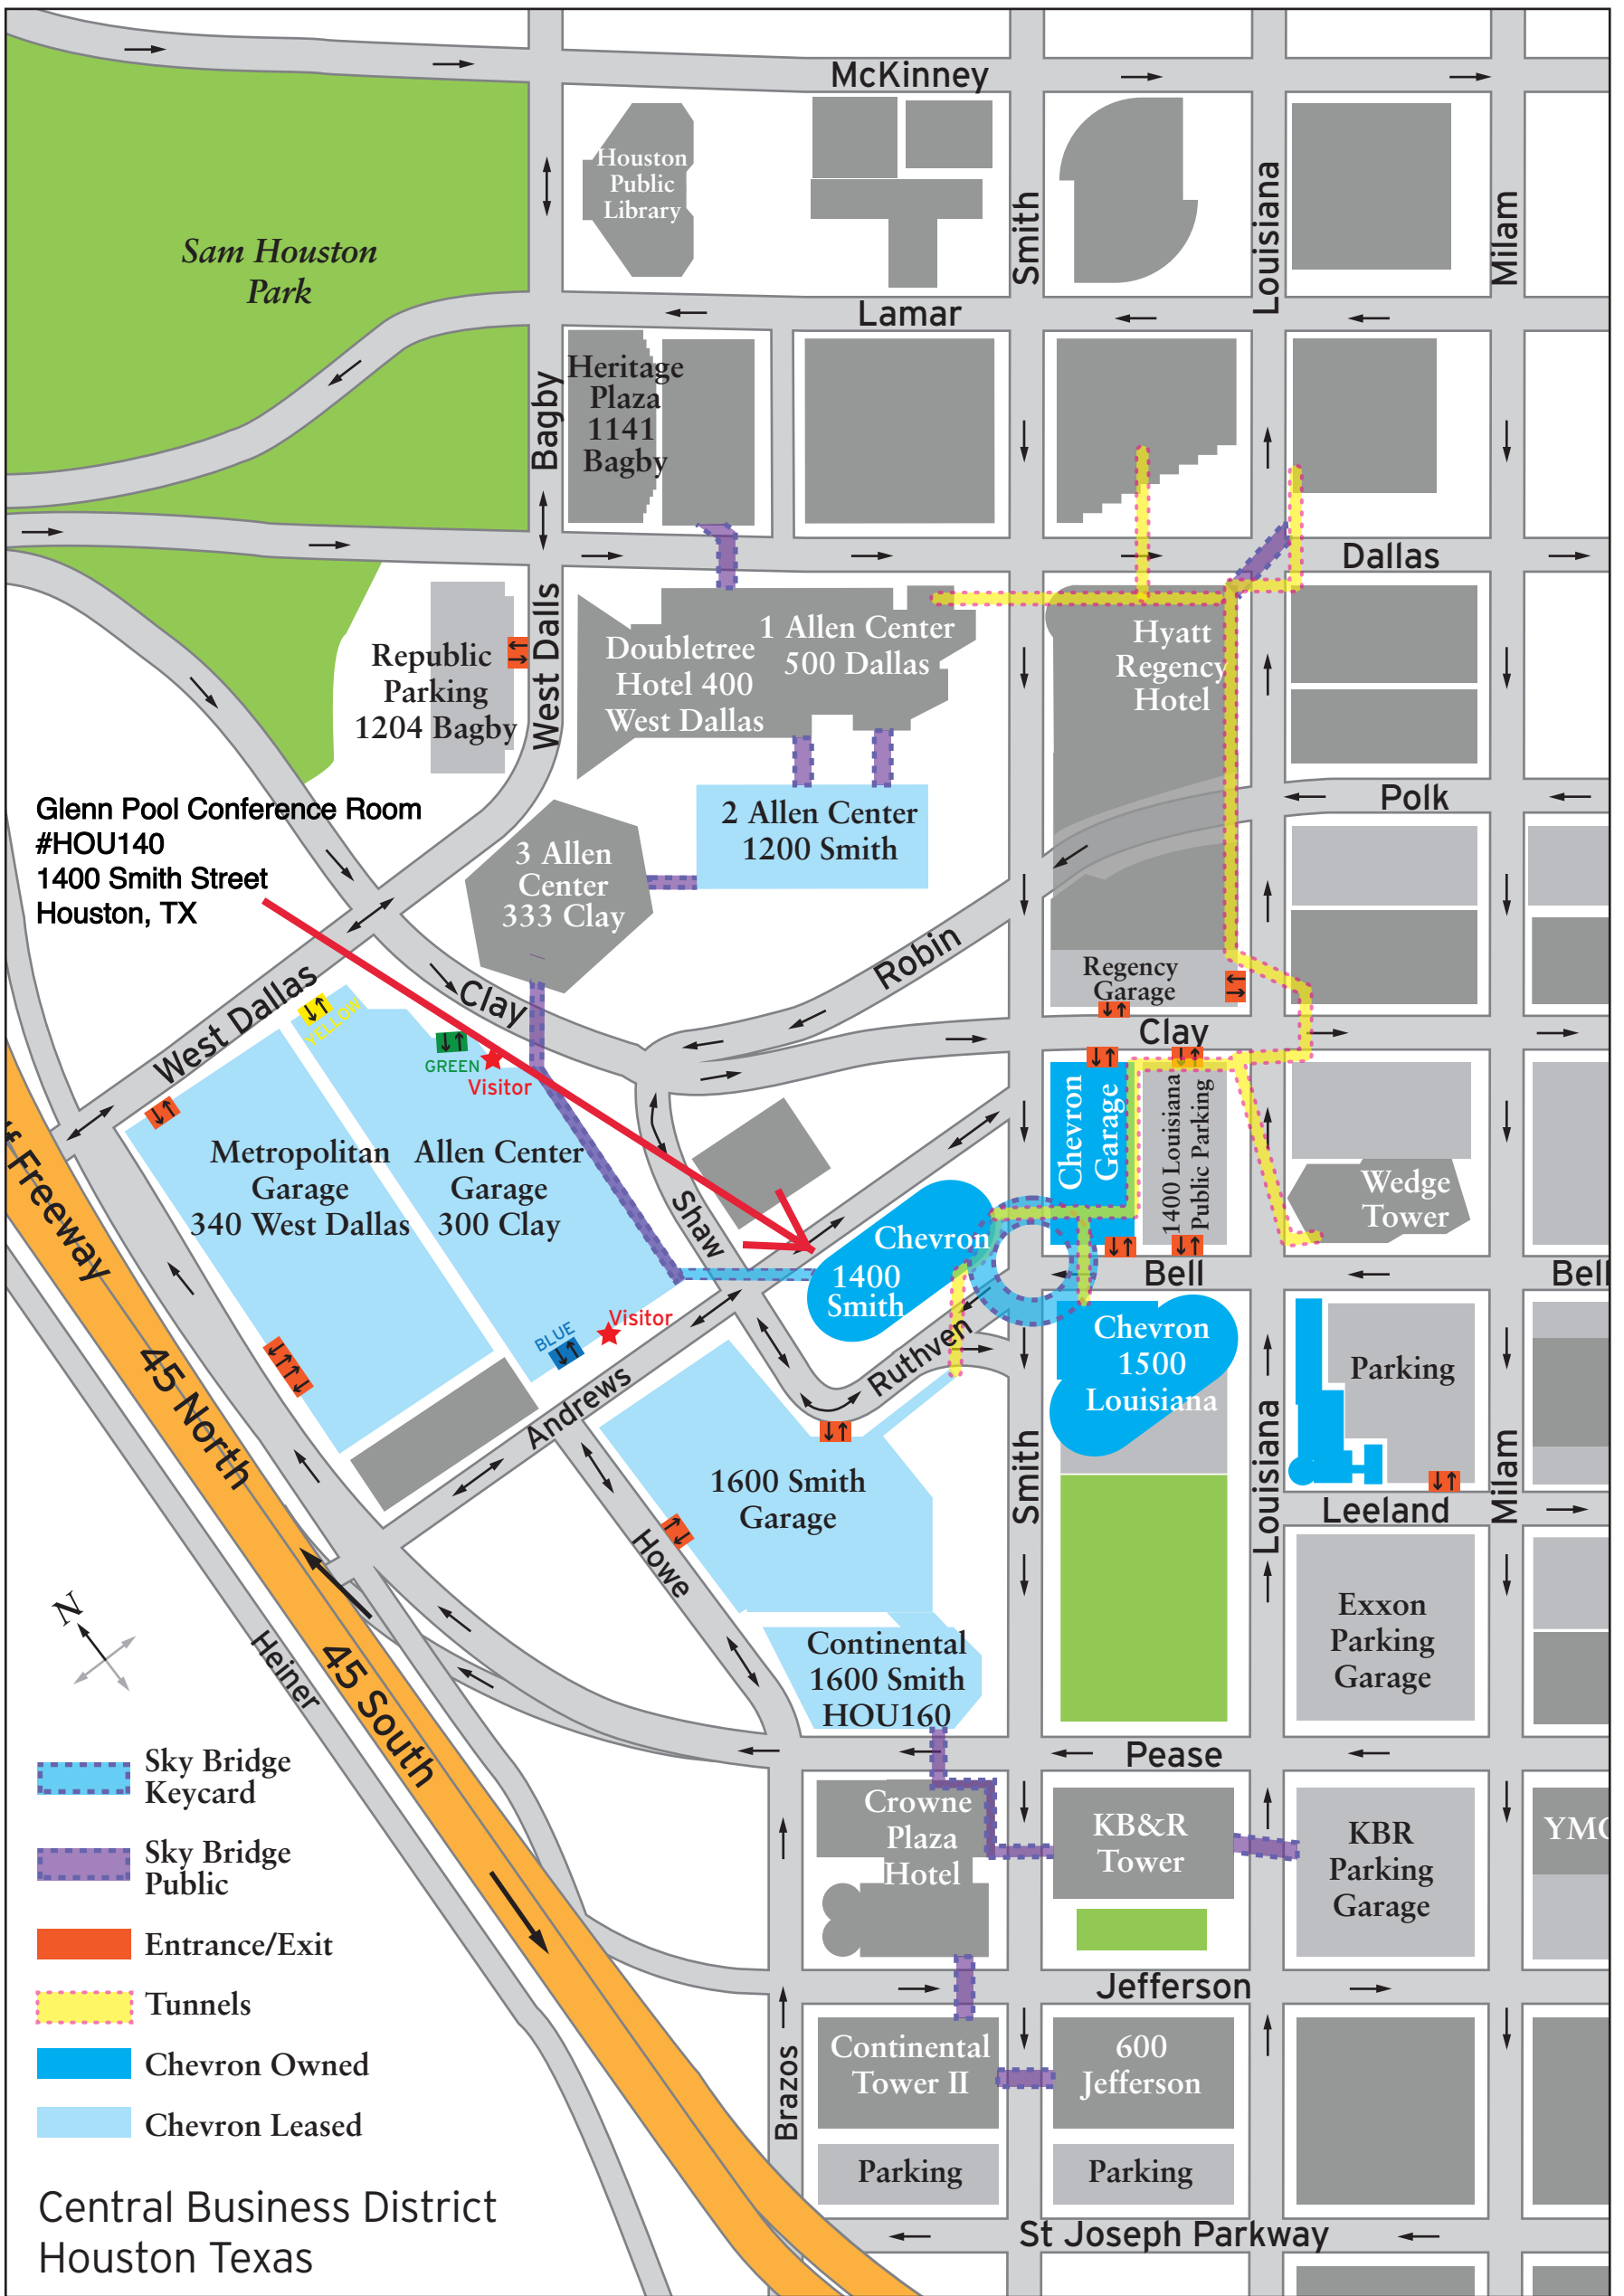 McKinney
Houston
Public
Library
Smith
Louisiana
Milam
Sam Houston
Park
Lamar
Heritage
Plaza
1141
Bagby
Bagby
Dallas
Republic
Parking
1204 Bagby
West Dalls
Doubletree
Hotel 400
West Dallas
1 Allen Center
500 Dallas
Hyatt
Regency
Hotel
Polk
Glenn Pool Conference Room
#HOU140
1400 Smith Street
Houston, TX
2 Allen Center
1200 Smith
3 Allen
Center
333 Clay
Robin
Regency
Garage
West Dallas
YELLOW
Clay
Clay
GREEN
Visitor
Chevron
Garage
1400 Louisiana
Public Parking
Wedge
Tower
Metropolitan
Garage
340 West Dallas
Allen Center
Garage
300 Clay
Shaw
Chevron
1400
Smith
Bell
Bell
lf Freeway
Visitor
BLUE
Ruthven
Chevron
1500
Louisiana
Parking
45 North
Andrews
1600 Smith
Garage
Smith
Louisiana
Leeland
Milam
Howe
Exxon
Parking
Garage
N
Heiner
45 South
Continental
1600 Smith
HOU160
Pease
Sky Bridge
Keycard
Crowne
Plaza
Hotel
KB&R
Tower
KBR
Parking
Garage
YMC
Sky Bridge
Public
Entrance/Exit
Jefferson
Tunnels
Continental
Tower II
600
Jefferson
Chevron Owned
Brazos
Chevron Leased
Parking
Parking
Central Business District
Houston Texas
St Joseph Parkway